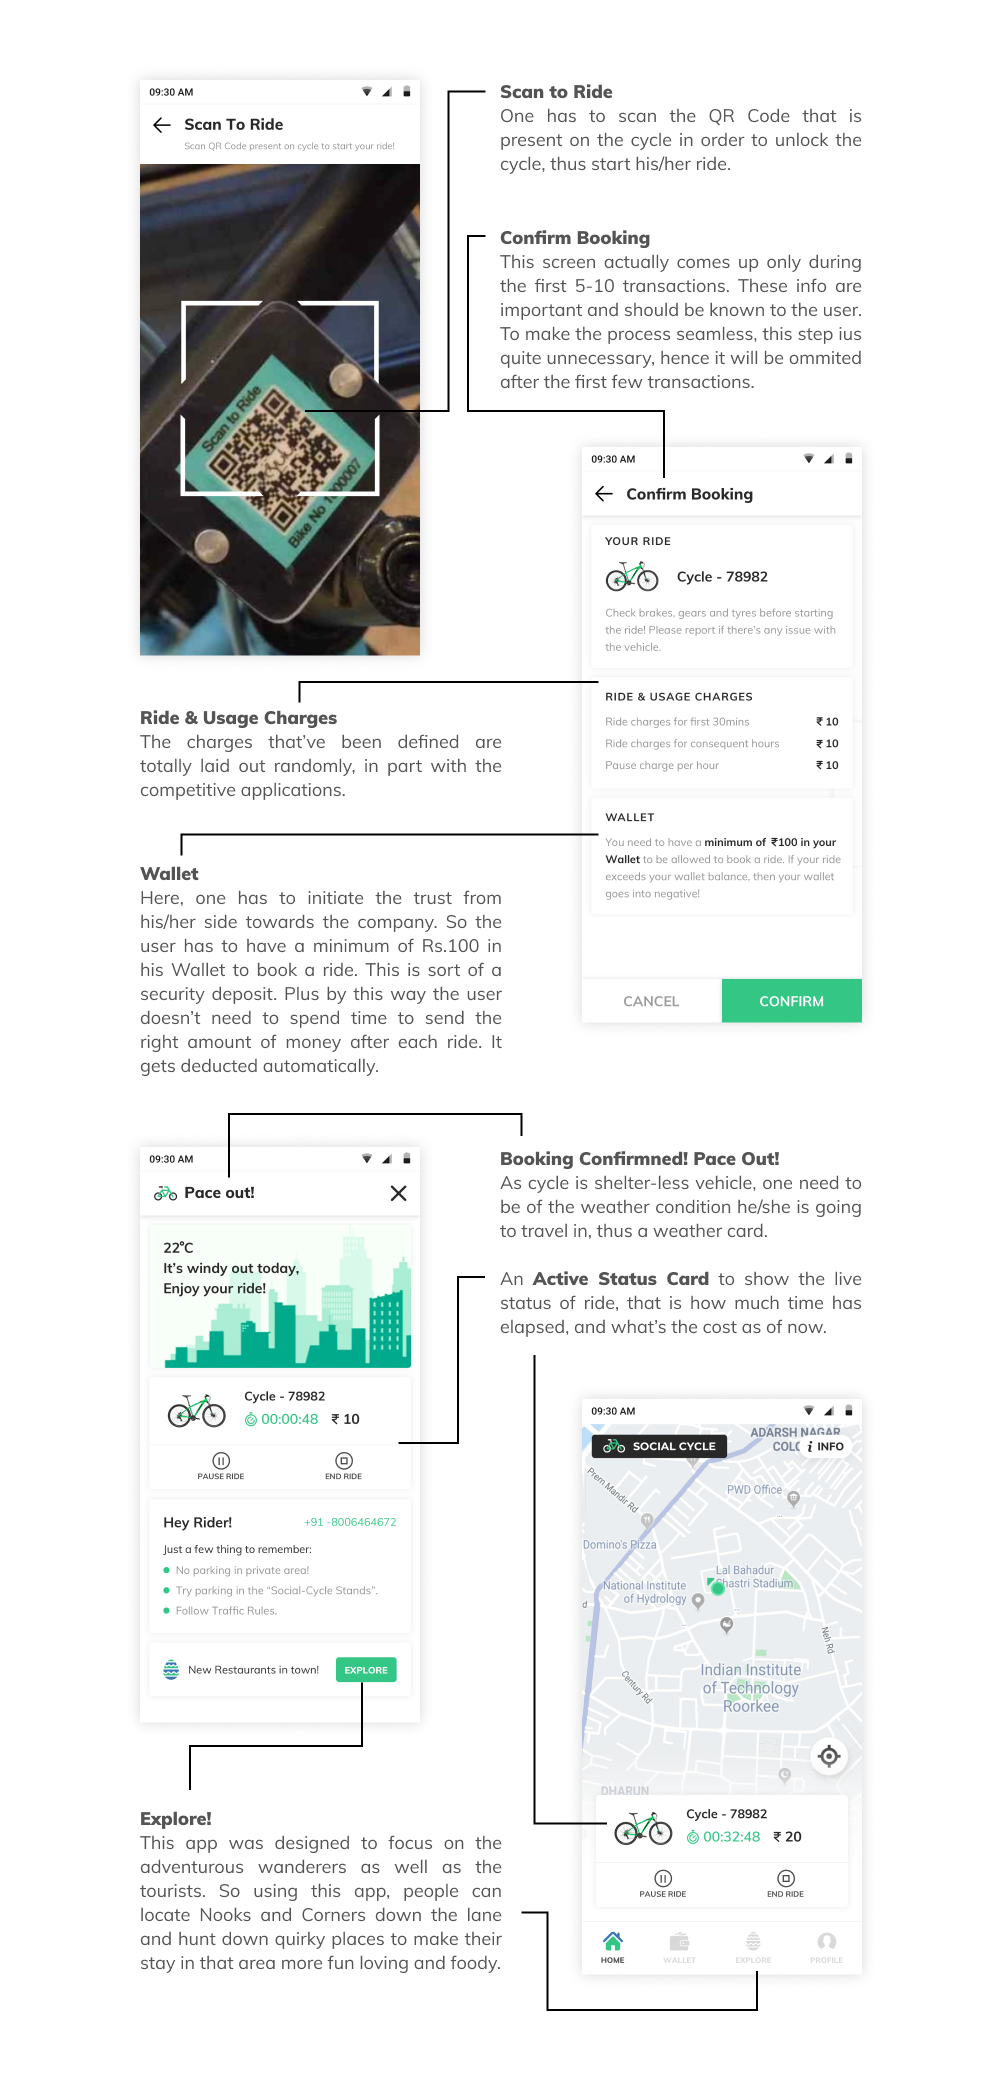 09:30 AM
Scan To Ride
Scan QR Code present on cycle to start your ride!
Scan to Ride
Bike No 1000007
Scan to Ride
One has to scan the QR Code that is
present on the cycle in order to unlock the
cycle, thus start his/her ride.
Confirm Booking
This screen actually comes up only during
the first 5-10 transactions. These info are
important and should be known to the user.
To make the process seamless, this step ius
quite unnecessary, hence it will be ommited
after the first few transactions.
09:30 AM
Confirm Booking
YOUR RIDE
Cycle - 78982
Check brakes, gears and tyres before starting
the ride! Please report if there's any issue with
the vehicle.
RIDE & USAGE CHARGES
Ride charges for first 30mins ₹ 10
Ride charges for consequent hours ₹ 10
Pause charge per hour ₹ 10
WALLET
You need to have a minimum of ₹100 in your
Wallet to be allowed to book a ride. If your ride
exceeds your wallet balance, then your wallet
goes into negative!
CANCEL CONFIRM
Ride & Usage Charges
The charges that've been defined are
totally laid out randomly, in part with the
competitive applications.
Wallet
Here, one has to initiate the trust from
his/her side towards the company. So the
user has to have a minimum of Rs.100 in
his Wallet to book a ride. This is sort of a
security deposit. Plus by this way the user
doesn't need to spend time to send the
right amount of money after each ride. It
gets deducted automatically.
09:30 AM
Pace out!
22°C
It's windy out today,
Enjoy your ride!
Cycle - 78982
00:00:48 ₹ 10
PAUSE RIDE END RIDE
Hey Rider! +91 -8006464672
Just a few thing to remember:
No parking in private area!
Try parking in the "Social-Cycle Stands".
Follow Traffic Rules.
New Restaurants in town! EXPLORE
Booking Confirmned! Pace Out!
As cycle is shelter-less vehicle, one need to
be of the weather condition he/she is going
to travel in, thus a weather card.
An Active Status Card to show the live
status of ride, that is how much time has
elapsed, and what's the cost as of now.
09:30 AM
ADARSH NAGAR
COLO
SOCIAL CYCLE
i INFO
Prem Mandir Rd
PWD Office
Domino's Pizza
Lal Bahadur
Shastri Stadium
National Institute
of Hydrology
Neh Rd
Century Rd
Indian Institute
of Technology
Roorkee
DHARUN
Cycle - 78982
00:32:48 ₹ 20
PAUSE RIDE END RIDE
HOME WALLET EXPLORE PROFILE
Explore!
This app was designed to focus on the
adventurous wanderers as well as the
tourists. So using this app, people can
locate Nooks and Corners down the lane
and hunt down quirky places to make their
stay in that area more fun loving and foody.